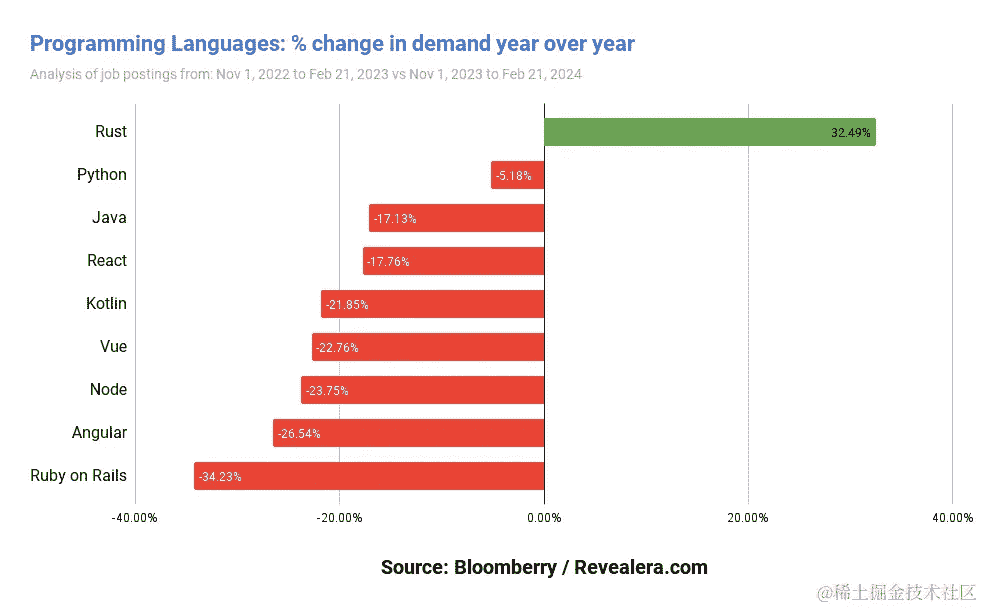 Programming Languages: % change in demand year over year
Analysis of job postings from: Nov 1, 2022 to Feb 21, 2023 vs Nov 1, 2023 to Feb 21, 2024
Rust 32.49%
Python -5.18%
Java -17.13%
React -17.76%
Kotlin -21.85%
Vue -22.76%
Node -23.75%
Angular -26.54%
Ruby on Rails -34.23%
-40.00% -20.00% 0.00% 20.00% 40.00%
Source: Bloomberry / Revealera.com
@稀土掘金技术社区